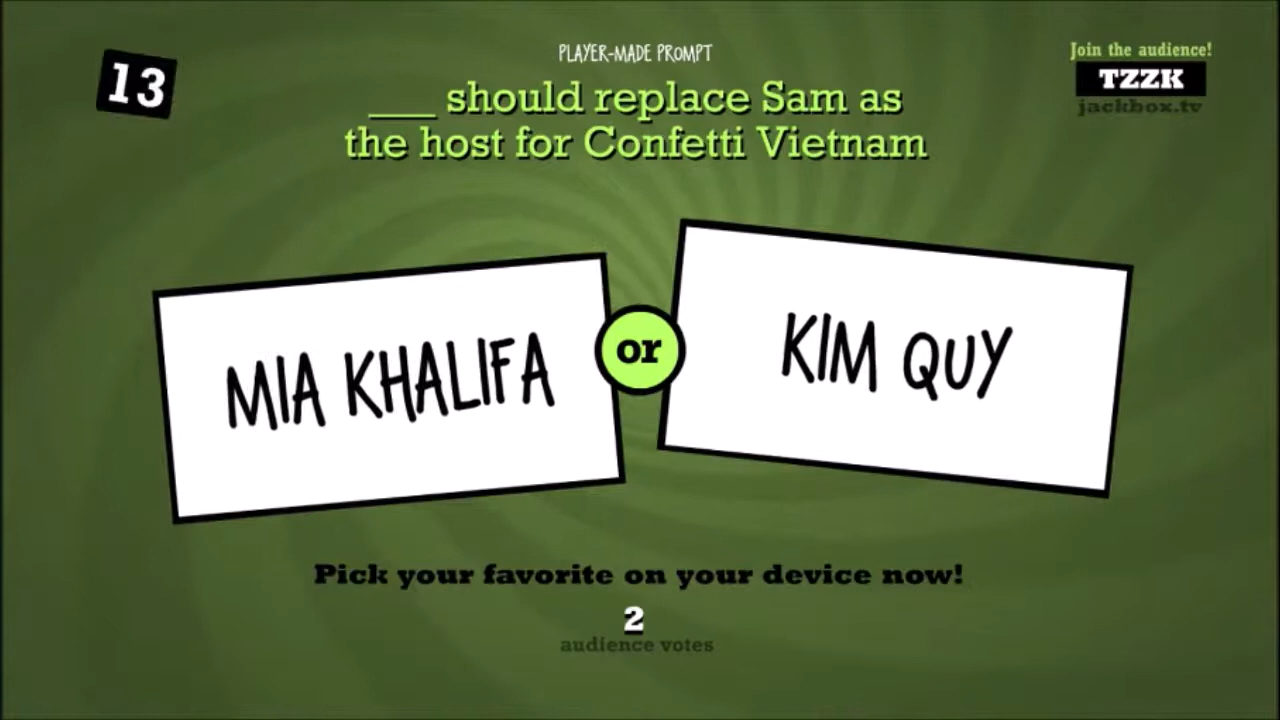 13
PLAYER-MADE PROMPT
___ should replace Sam as
the host for Confetti Vietnam
Join the audience!
TZZK
jackbox.tv
MIA KHALIFA
or
KIM QUY
Pick your favorite on your device now!
2
audience votes